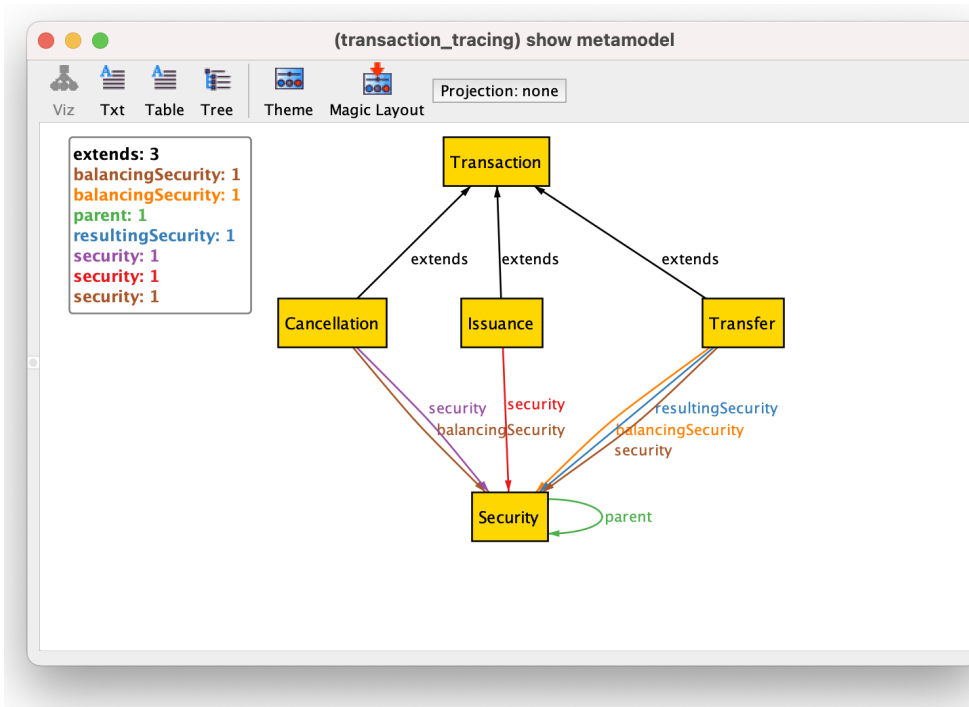 (transaction_tracing) show metamodel
Viz Txt Table Tree Theme Magic Layout Projection: none
extends: 3
balancingSecurity: 1
balancingSecurity: 1
parent: 1
resultingSecurity: 1
security: 1
security: 1
security: 1
Transaction
extends extends extends
Cancellation Issuance Transfer
security security resultingSecurity
balancingSecurity balancingSecurity
security
Security parent